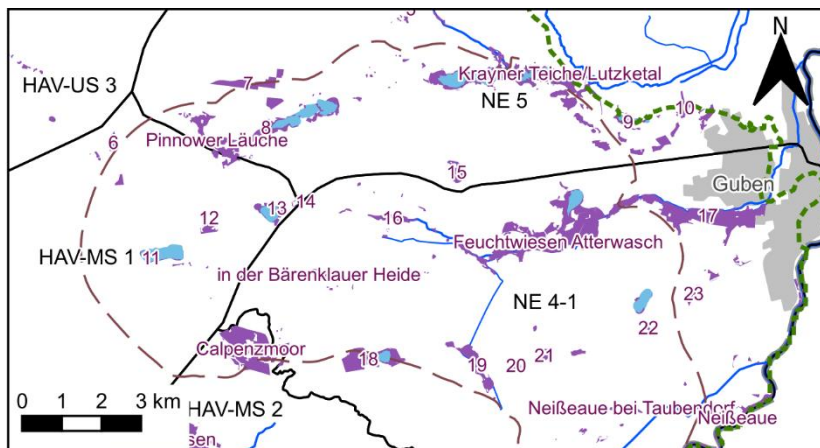 5
N
HAV-US 3
7
Krayner Teiche/Lutzketal
NE 5
8
9
10
6
Pinnower Läuche
15
Guben
13
14
12
16
17
HAV-MS 1
11
Feuchtwiesen Atterwasch
in der Bärenklauer Heide
NE 4-1
23
22
Calpenzmoor
18
19
20
21
0 1 2 3 km
HAV-MS 2
Neißeaue bei Taubendorf
Neißeaue
sen